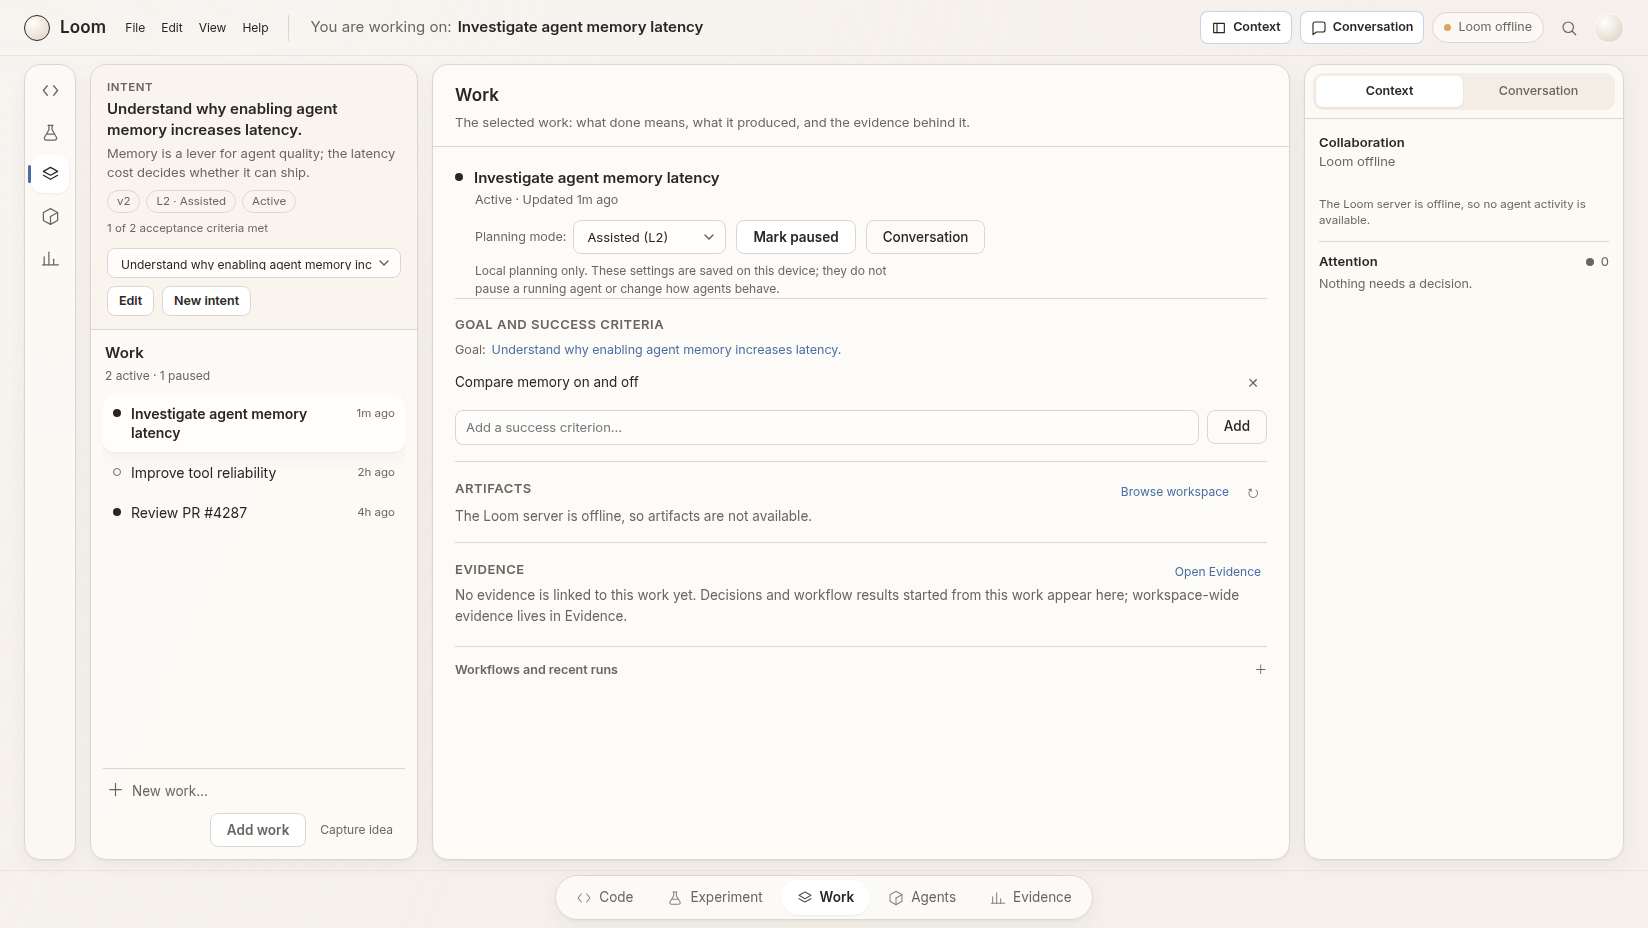 Loom File Edit View Help You are working on: Investigate agent memory latency Context Conversation Loom offline
INTENT
Understand why enabling agent
memory increases latency.
Memory is a lever for agent quality; the latency
cost decides whether it can ship.
v2 L2 · Assisted Active
1 of 2 acceptance criteria met
Understand why enabling agent memory inc
Edit New intent
Work
2 active · 1 paused
Investigate agent memory
latency
1m ago
Improve tool reliability 2h ago
Review PR #4287 4h ago
New work...
Add work Capture idea
Work
The selected work: what done means, what it produced, and the evidence behind it.
Investigate agent memory latency
Active · Updated 1m ago
Planning mode: Assisted (L2) Mark paused Conversation
Local planning only. These settings are saved on this device; they do not
pause a running agent or change how agents behave.
GOAL AND SUCCESS CRITERIA
Goal: Understand why enabling agent memory increases latency.
Compare memory on and off
Add a success criterion...
Add
ARTIFACTS
Browse workspace
The Loom server is offline, so artifacts are not available.
EVIDENCE
Open Evidence
No evidence is linked to this work yet. Decisions and workflow results started from this work appear here; workspace-wide
evidence lives in Evidence.
Workflows and recent runs
Context Conversation
Collaboration
Loom offline
The Loom server is offline, so no agent activity is
available.
Attention 0
Nothing needs a decision.
Code Experiment Work Agents Evidence